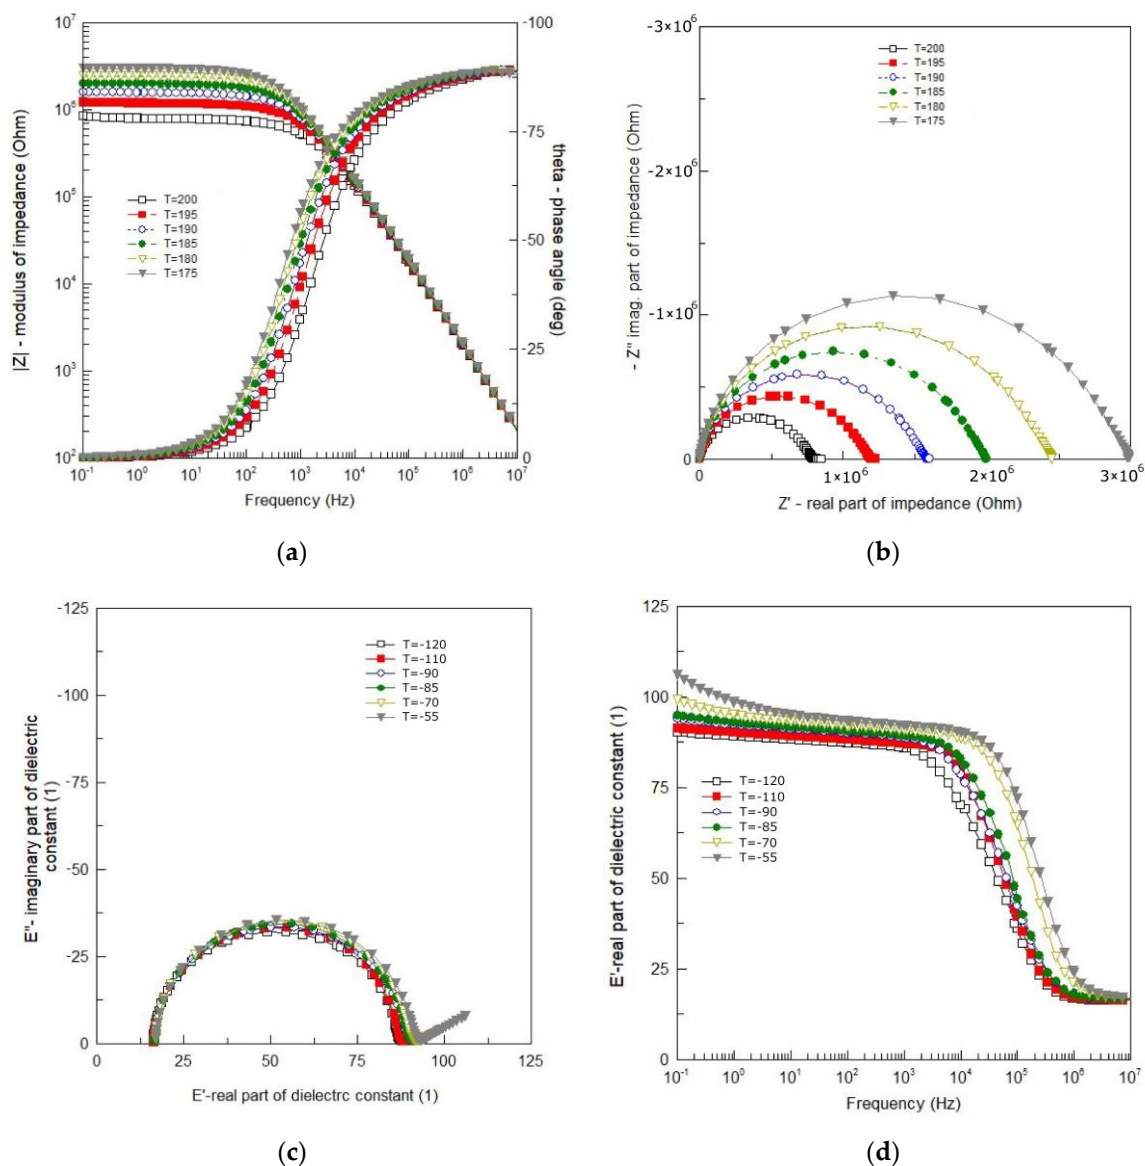 10⁷
10⁶
10⁵
10⁴
10³
10²
|Z| - modulus of impedance (Ohm)
T=200
T=195
T=190
T=185
T=180
T=175
-100
-75
-50
-25
0
theta - phase angle (deg)
10⁻¹ 10⁰ 10¹ 10² 10³ 10⁴ 10⁵ 10⁶ 10⁷
Frequency (Hz)
(a)
-3×10⁶
-2×10⁶
-1×10⁶
0
- Z'' imag. part of impedance (Ohm)
T=200
T=195
T=190
T=185
T=180
T=175
0 1×10⁶ 2×10⁶ 3×10⁶
Z' - real part of impedance (Ohm)
(b)
-125
-100
-75
-50
-25
0
E''- imaginary part of dielectric
constant (1)
T=-120
T=-110
T=-90
T=-85
T=-70
T=-55
0 25 50 75 100 125
E'-real part of dielectrc constant (1)
(c)
125
100
75
50
25
0
E'-real part of dielectric constant (1)
T=-120
T=-110
T=-90
T=-85
T=-70
T=-55
10⁻¹ 10⁰ 10¹ 10² 10³ 10⁴ 10⁵ 10⁶ 10⁷
Frequency (Hz)
(d)